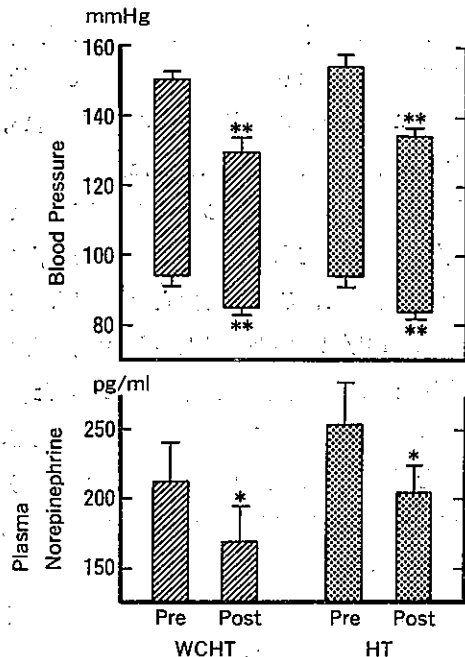 mmHg
160
140
120
100
80
Blood Pressure
**
**
**
**
pg/ml
250
200
150
Plasma
Norepinephrine
*
*
Pre Post Pre Post
WCHT HT